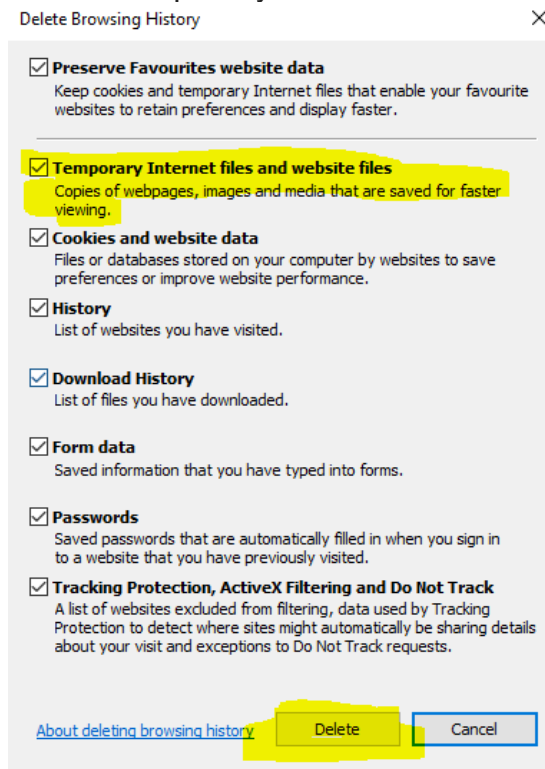 Delete Browsing History
Preserve Favourites website data
Keep cookies and temporary Internet files that enable your favourite
websites to retain preferences and display faster.
Temporary Internet files and website files
Copies of webpages, images and media that are saved for faster
viewing.
Cookies and website data
Files or databases stored on your computer by websites to save
preferences or improve website performance.
History
List of websites you have visited.
Download History
List of files you have downloaded.
Form data
Saved information that you have typed into forms.
Passwords
Saved passwords that are automatically filled in when you sign in
to a website that you have previously visited.
Tracking Protection, ActiveX Filtering and Do Not Track
A list of websites excluded from filtering, data used by Tracking
Protection to detect where sites might automatically be sharing details
about your visit and exceptions to Do Not Track requests.
About deleting browsing history Delete Cancel